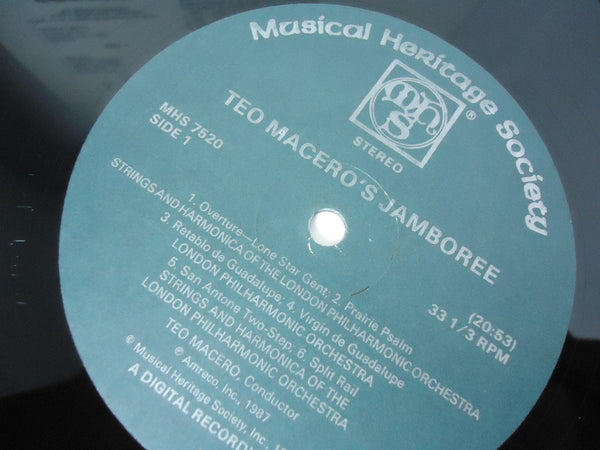 Musical Heritage Society
mhs
®
STEREO
TEO MACERO'S JAMBOREE
MHS 7520
SIDE 1
(20:53)
33 1/3 RPM
1. Overture—Lone Star Gent; 2. Prairie Psalm
STRINGS AND HARMONICA OF THE LONDON PHILHARMONIC ORCHESTRA
3. Retablo de Guadalupe; 4. Virgin de Guadalupe
LONDON PHILHARMONIC ORCHESTRA
5. San Antone Two-Step; 6. Split Rail
STRINGS AND HARMONICA OF THE
LONDON PHILHARMONIC ORCHESTRA
TEO MACERO, Conductor
℗ Amreco, Inc., 1987
© Musical Heritage Society, Inc.,
A DIGITAL RECORD